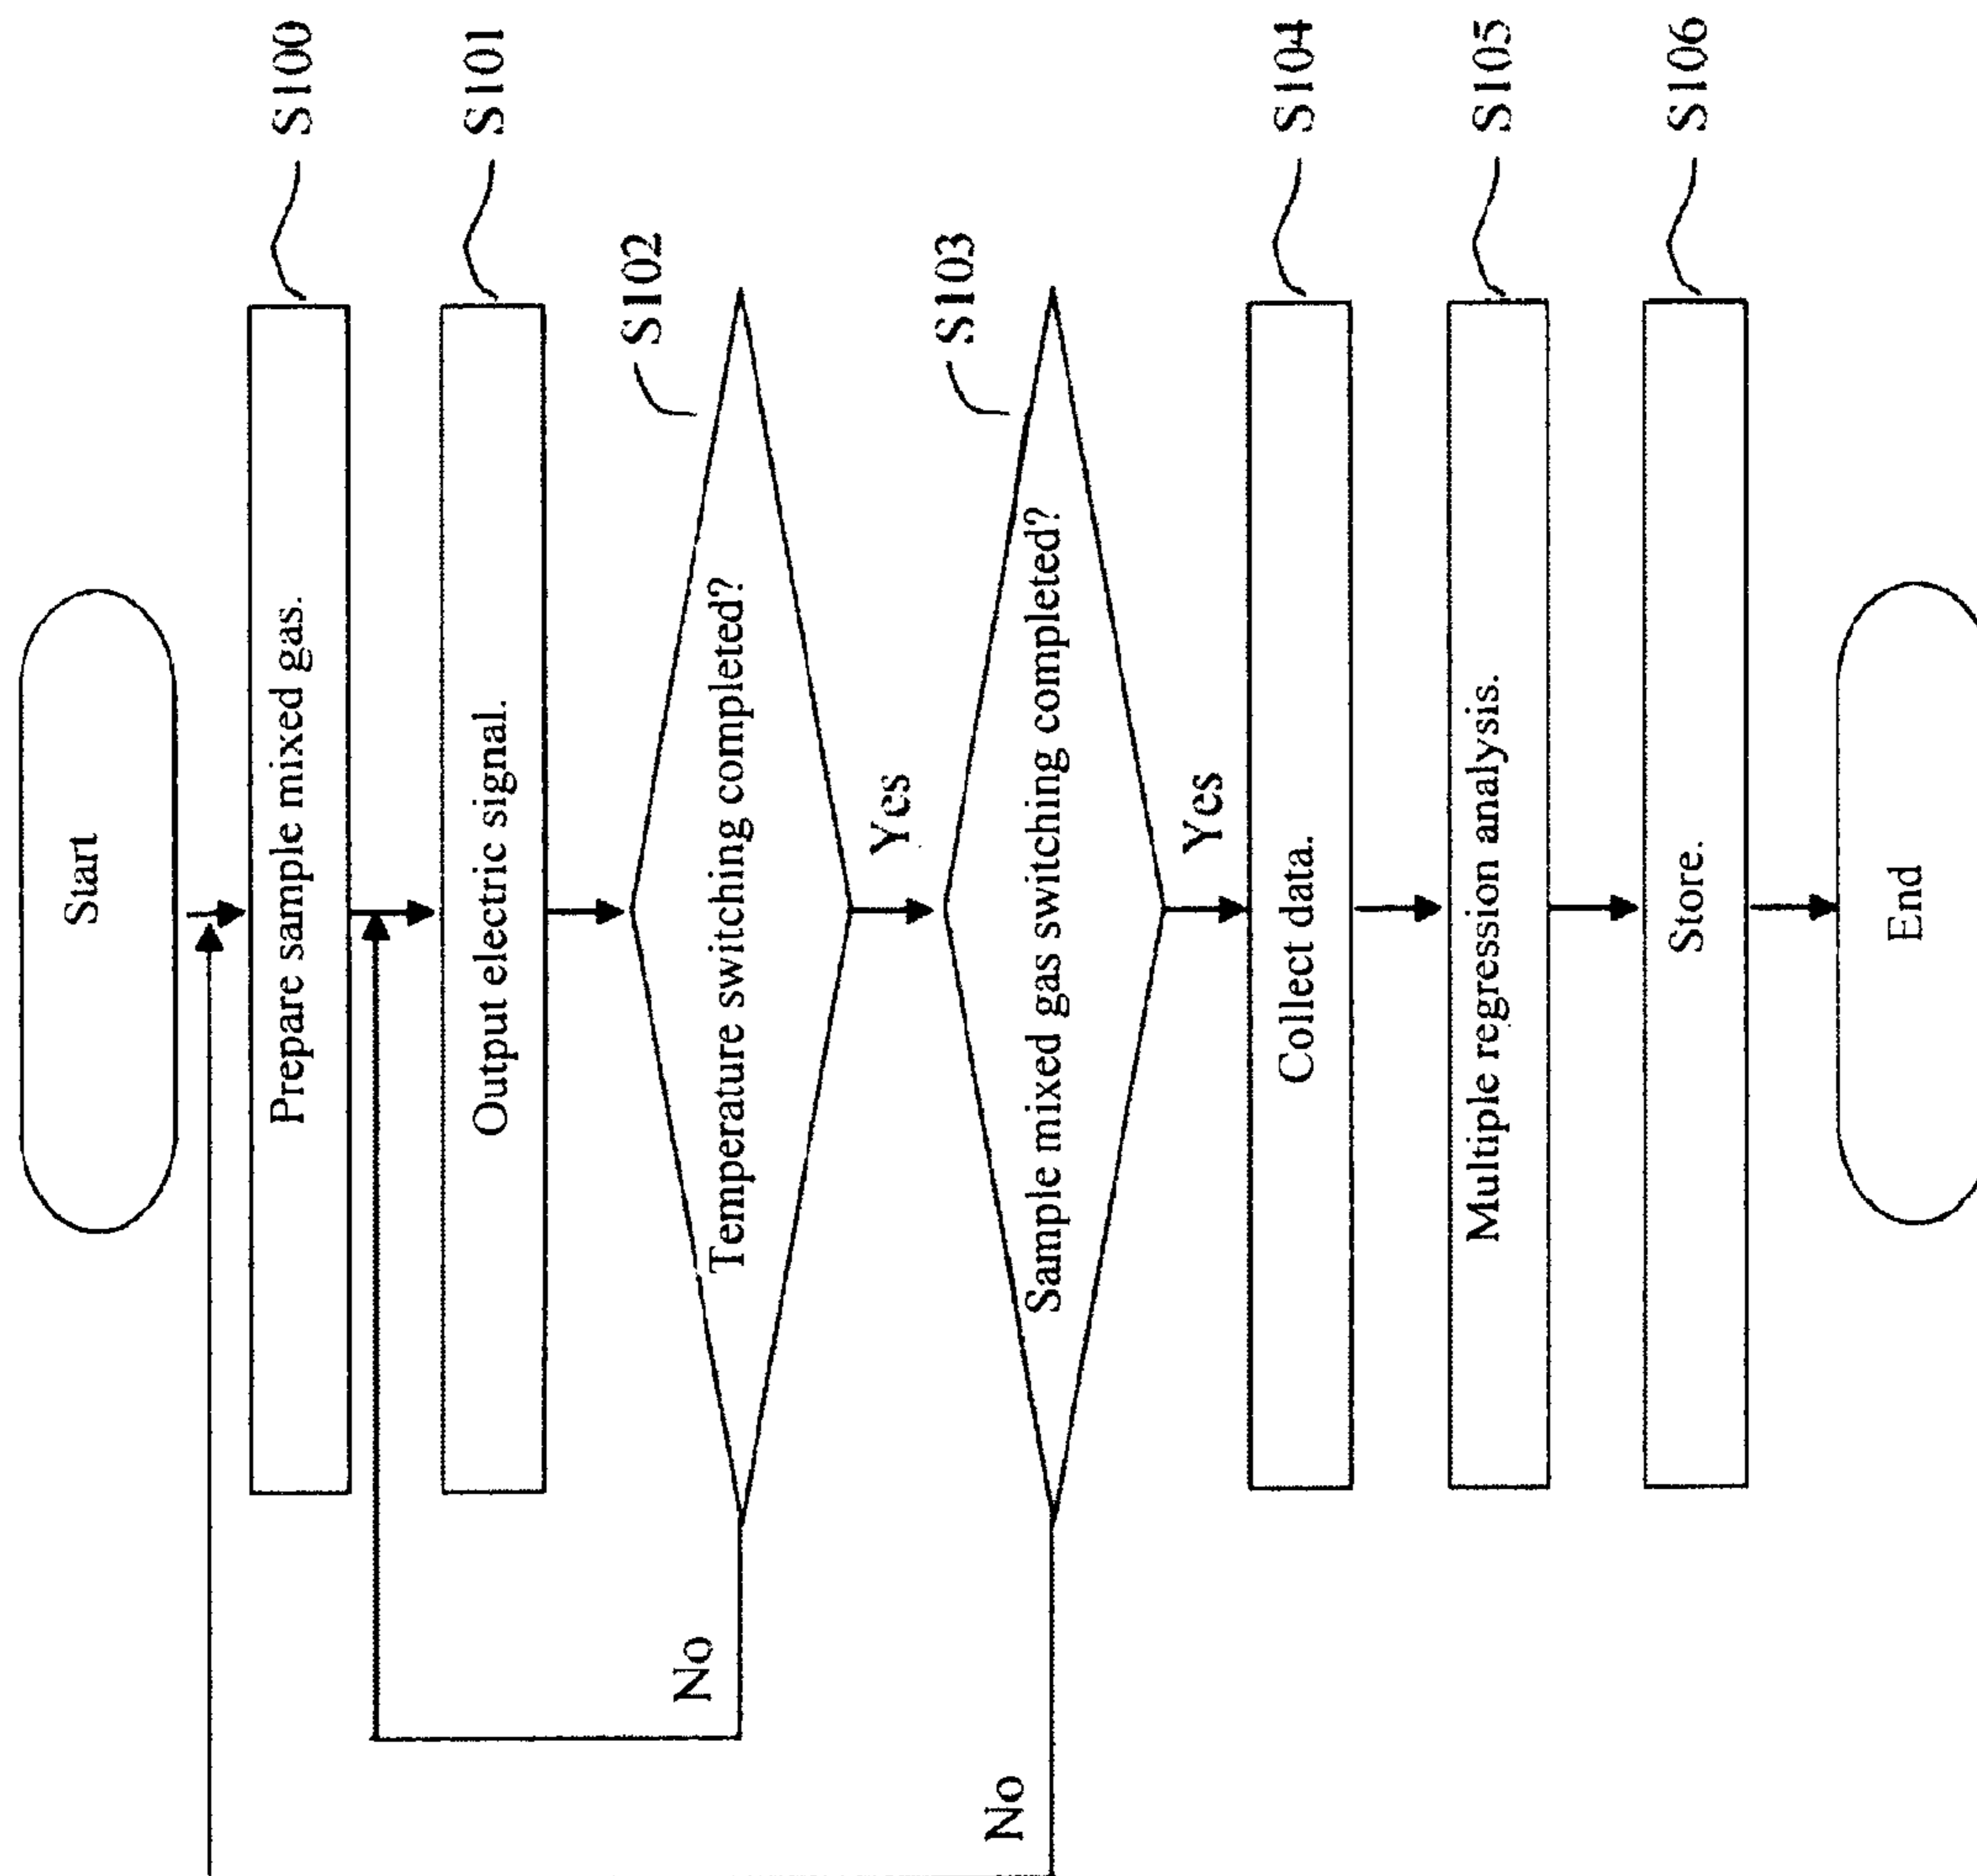 Start
Prepare sample mixed gas.
S100
Output electric signal.
S101
Temperature switching completed?
S102
No
Yes
Sample mixed gas switching completed?
S103
No
Yes
Collect data.
S104
Multiple regression analysis.
S105
Store.
S106
End